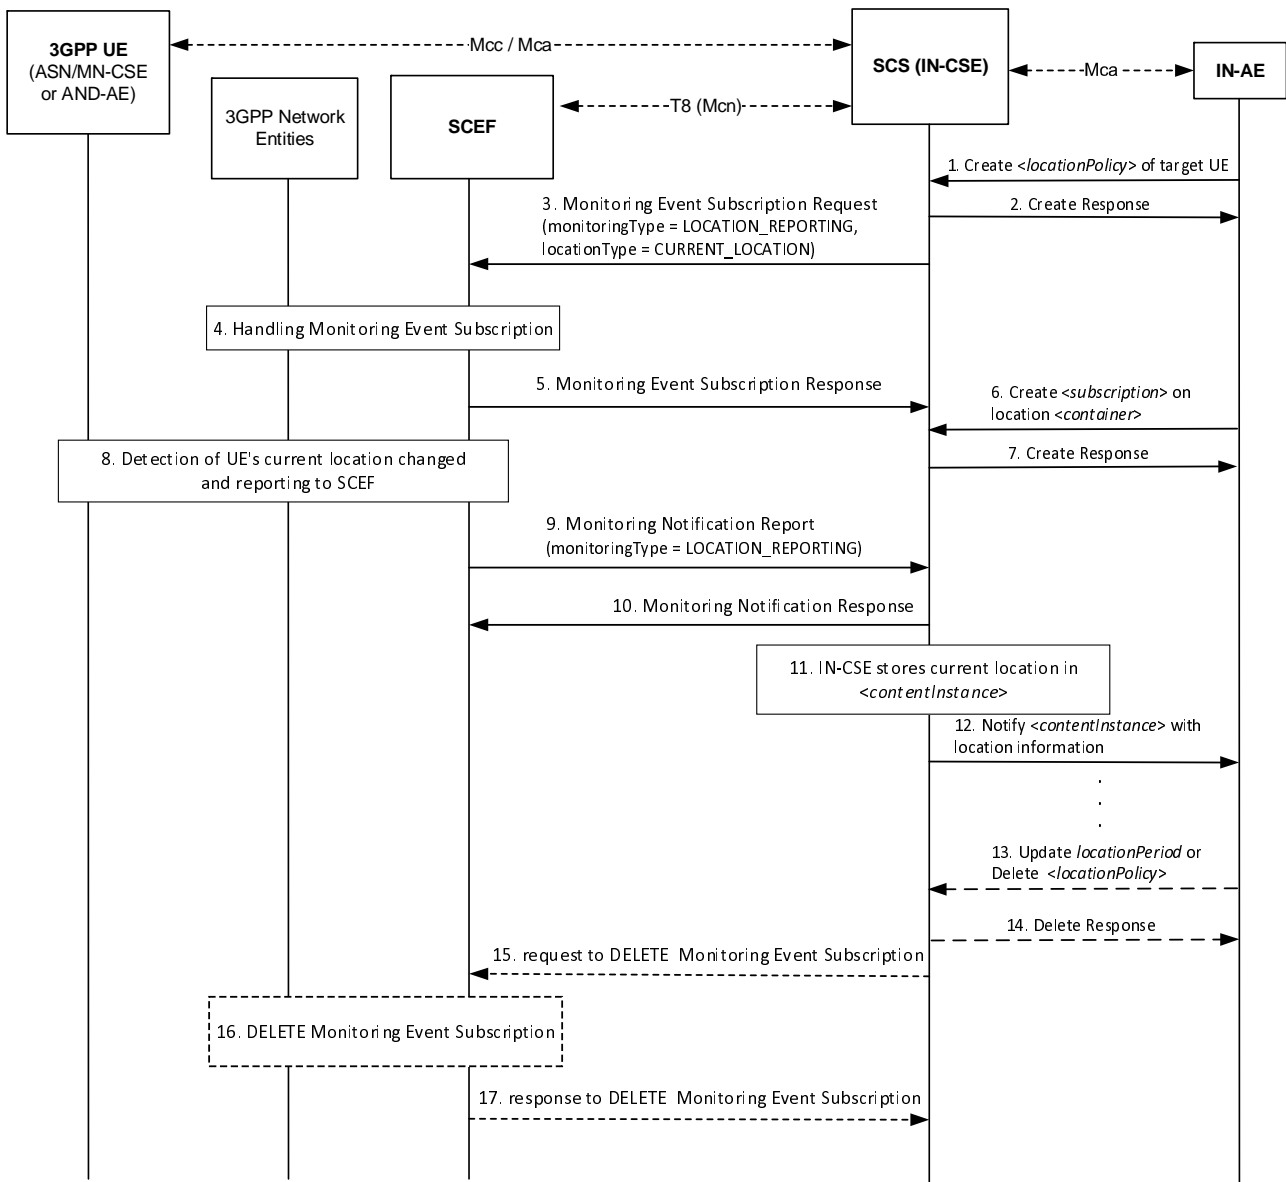 3GPP UE
(ASN/MN-CSE
or AND-AE)
Mcc / Mca
SCS (IN-CSE)
Mca
IN-AE
3GPP Network
Entities
SCEF
T8 (Mcn)
1. Create <locationPolicy> of target UE
2. Create Response
3. Monitoring Event Subscription Request
(monitoringType = LOCATION_REPORTING,
locationType = CURRENT_LOCATION)
4. Handling Monitoring Event Subscription
5. Monitoring Event Subscription Response
6. Create <subscription> on
location <container>
7. Create Response
8. Detection of UE's current location changed
and reporting to SCEF
9. Monitoring Notification Report
(monitoringType = LOCATION_REPORTING)
10. Monitoring Notification Response
11. IN-CSE stores current location in
<contentInstance>
12. Notify <contentInstance> with
location information
.
.
.
13. Update locationPeriod or
Delete <locationPolicy>
14. Delete Response
15. request to DELETE Monitoring Event Subscription
16. DELETE Monitoring Event Subscription
17. response to DELETE Monitoring Event Subscription